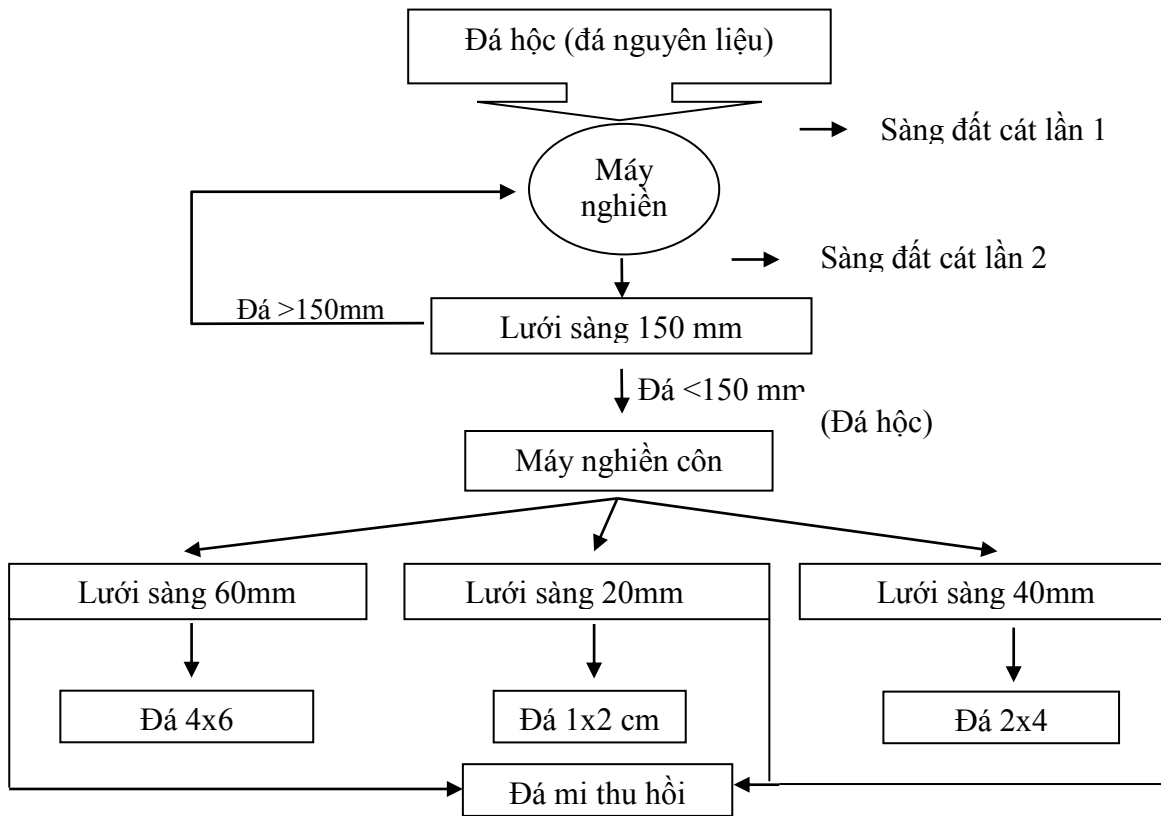 Đá hộc (đá nguyên liệu)
Sàng đất cát lần 1
Máy
nghiền
Sàng đất cát lần 2
Đá >150mm
Lưới sàng 150 mm
Đá <150 mm
(Đá hộc)
Máy nghiền côn
Lưới sàng 60mm
Lưới sàng 20mm
Lưới sàng 40mm
Đá 4x6
Đá 1x2 cm
Đá 2x4
Đá mi thu hồi